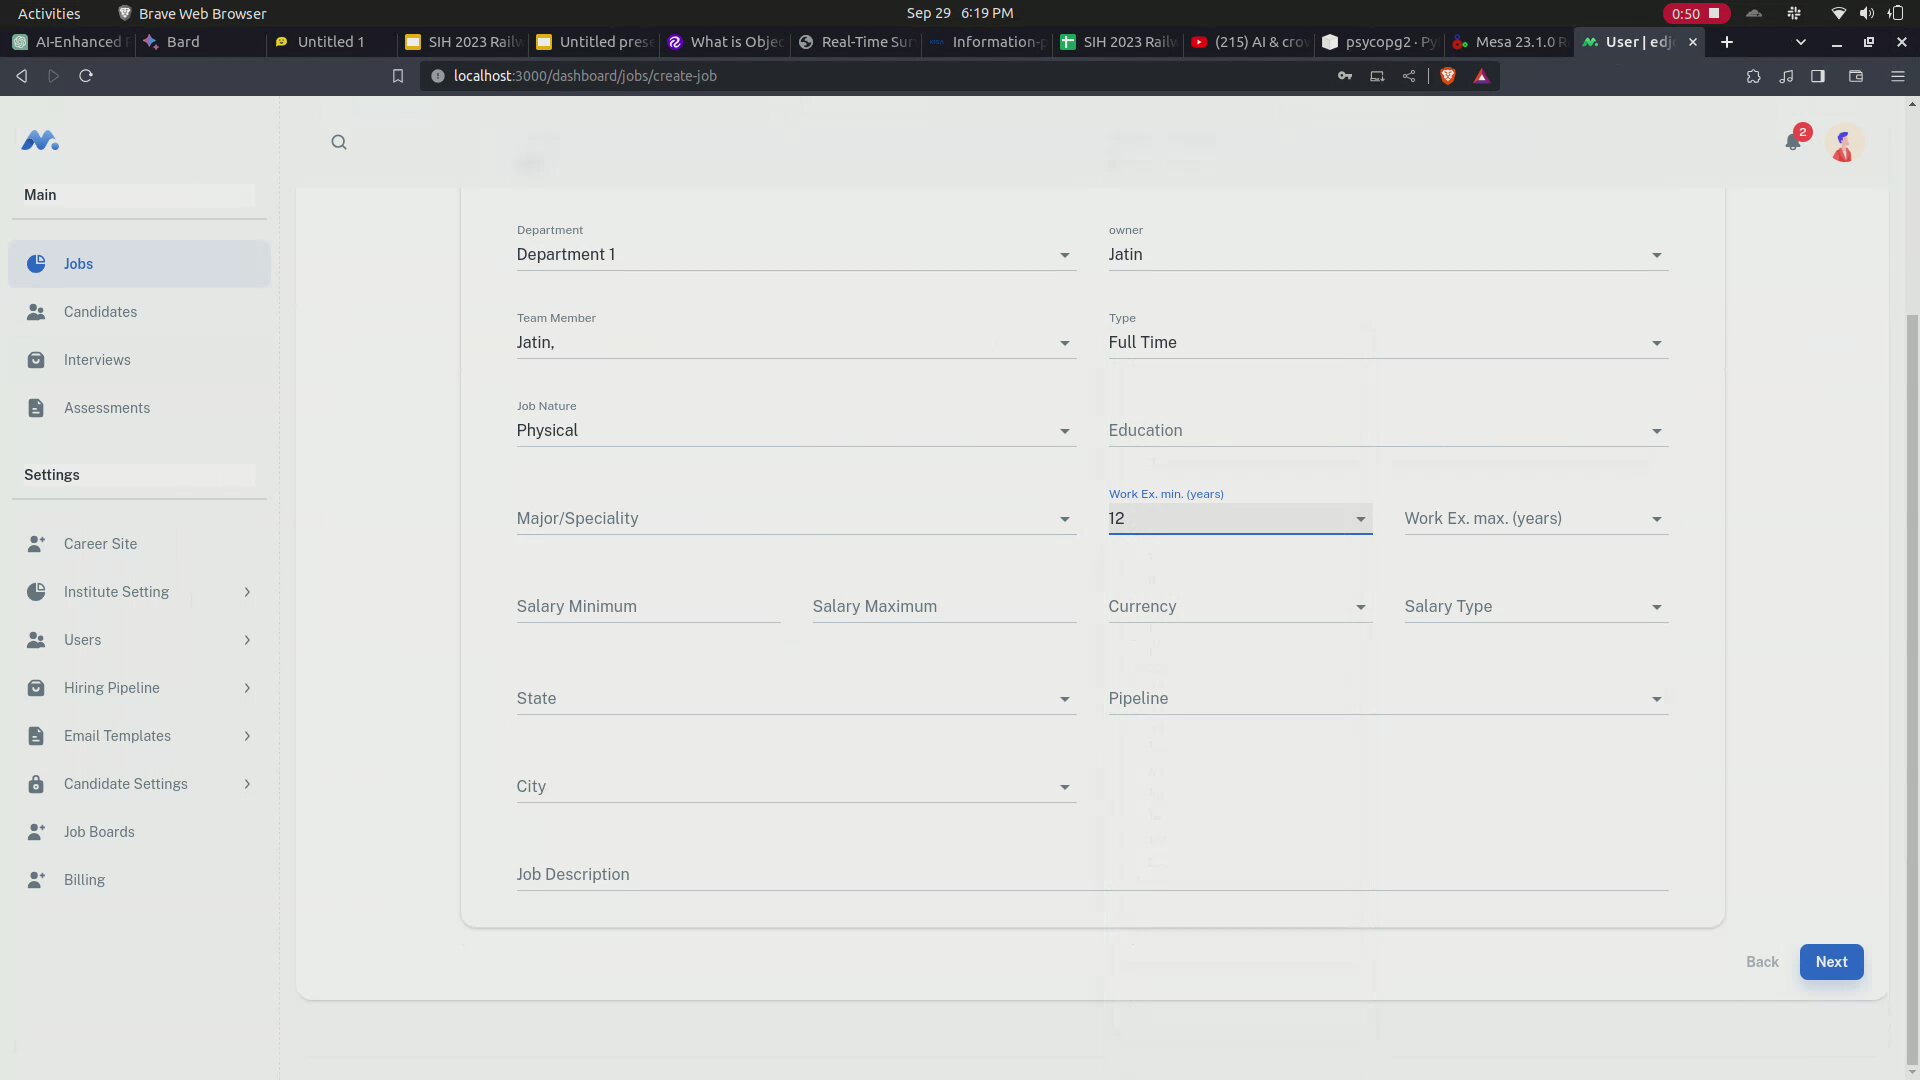 Activities
Brave Web Browser
Sep 29 6:19 PM
0:50
AI-Enhanced
Bard
Untitled 1
SIH 2023 Railw
Untitled prese
What is Objec
Real-Time Sur
Information-p
SIH 2023 Railw
(215) AI & crow
psycopg2 · Py
Mesa 23.1.0 R
User | edj
localhost:3000/dashboard/jobs/create-job
2
Main
Jobs
Candidates
Interviews
Assessments
Settings
Career Site
Institute Setting
Users
Hiring Pipeline
Email Templates
Candidate Settings
Job Boards
Billing
Department
Department 1
owner
Jatin
Team Member
Jatin,
Type
Full Time
Job Nature
Physical
Education
Major/Speciality
Work Ex. min. (years)
12
Work Ex. max. (years)
Salary Minimum
Salary Maximum
Currency
Salary Type
State
Pipeline
City
Job Description
Back
Next